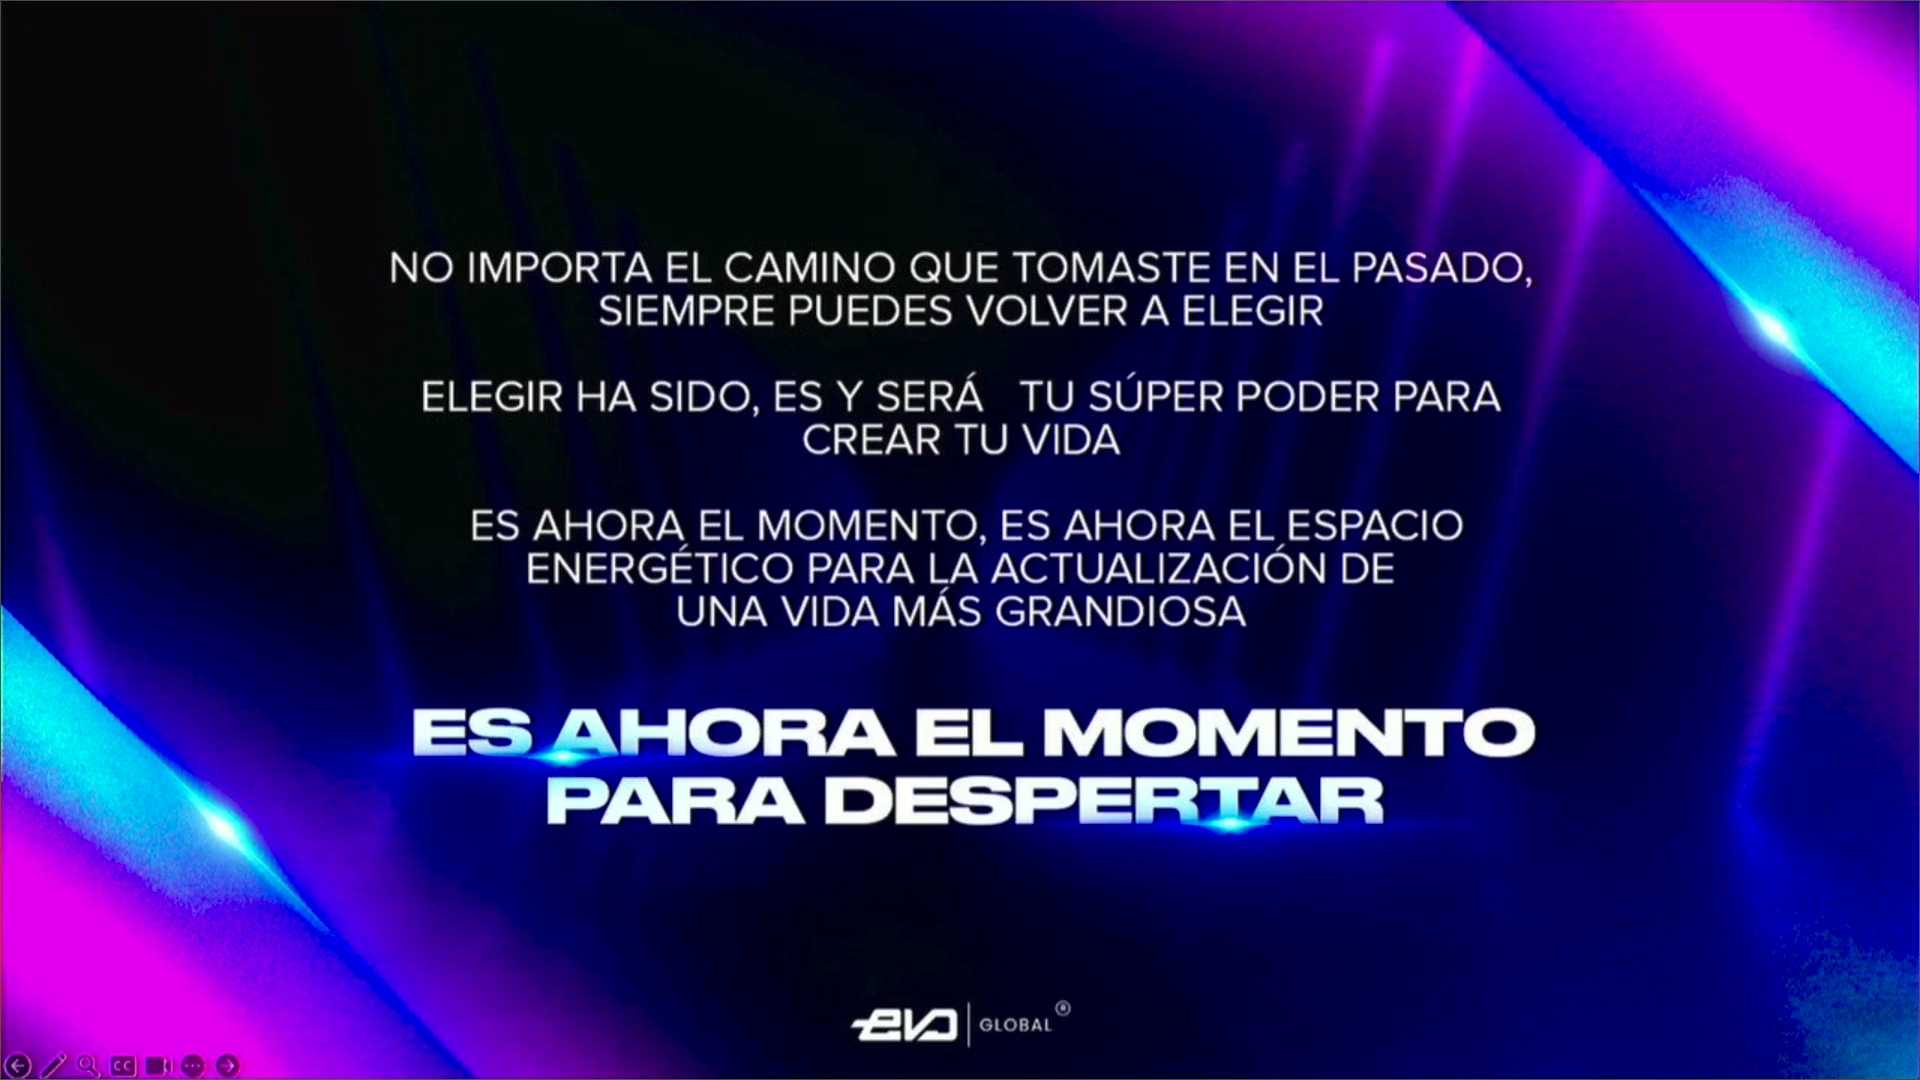 NO IMPORTA EL CAMINO QUE TOMASTE EN EL PASADO,
SIEMPRE PUEDES VOLVER A ELEGIR
ELEGIR HA SIDO, ES Y SERÁ TU SÚPER PODER PARA
CREAR TU VIDA
ES AHORA EL MOMENTO, ES AHORA EL ESPACIO
ENERGÉTICO PARA LA ACTUALIZACIÓN DE
UNA VIDA MÁS GRANDIOSA
ES AHORA EL MOMENTO
PARA DESPERTAR
evo GLOBAL ®
CC